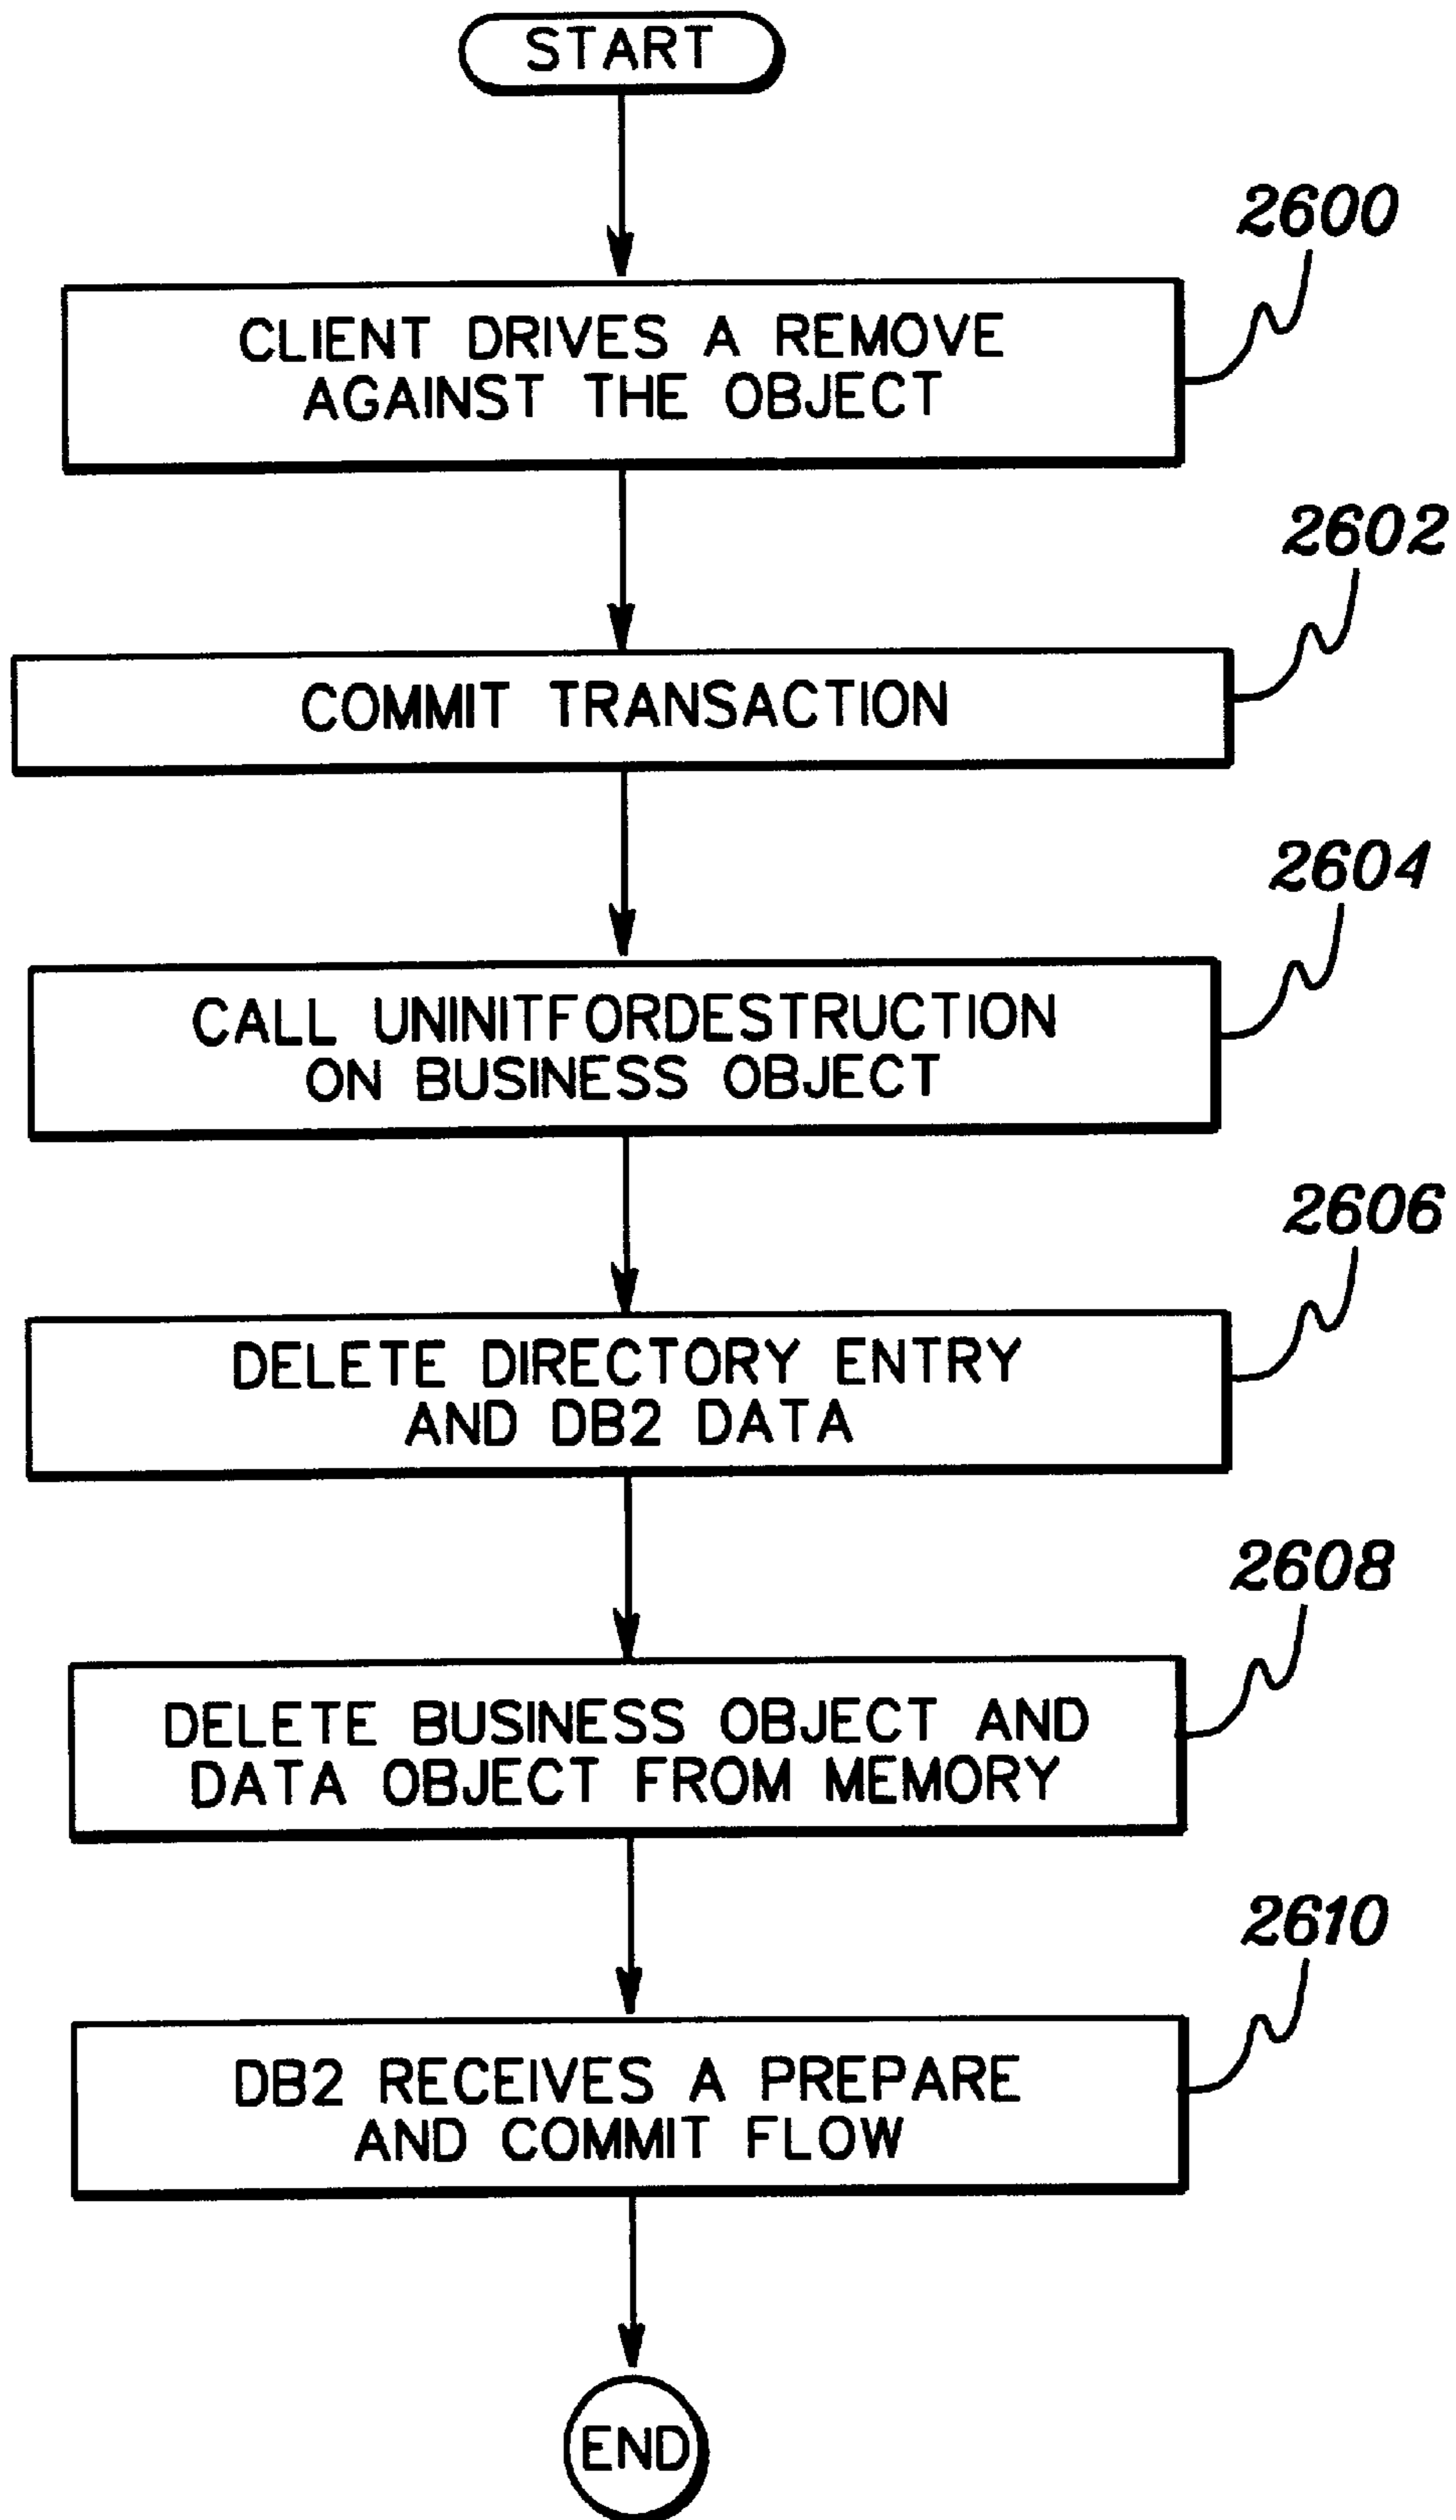 START
2600
CLIENT DRIVES A REMOVE
AGAINST THE OBJECT
2602
COMMIT TRANSACTION
2604
CALL UNINITFORDESTRUCTION
ON BUSINESS OBJECT
2606
DELETE DIRECTORY ENTRY
AND DB2 DATA
2608
DELETE BUSINESS OBJECT AND
DATA OBJECT FROM MEMORY
2610
DB2 RECEIVES A PREPARE
AND COMMIT FLOW
END